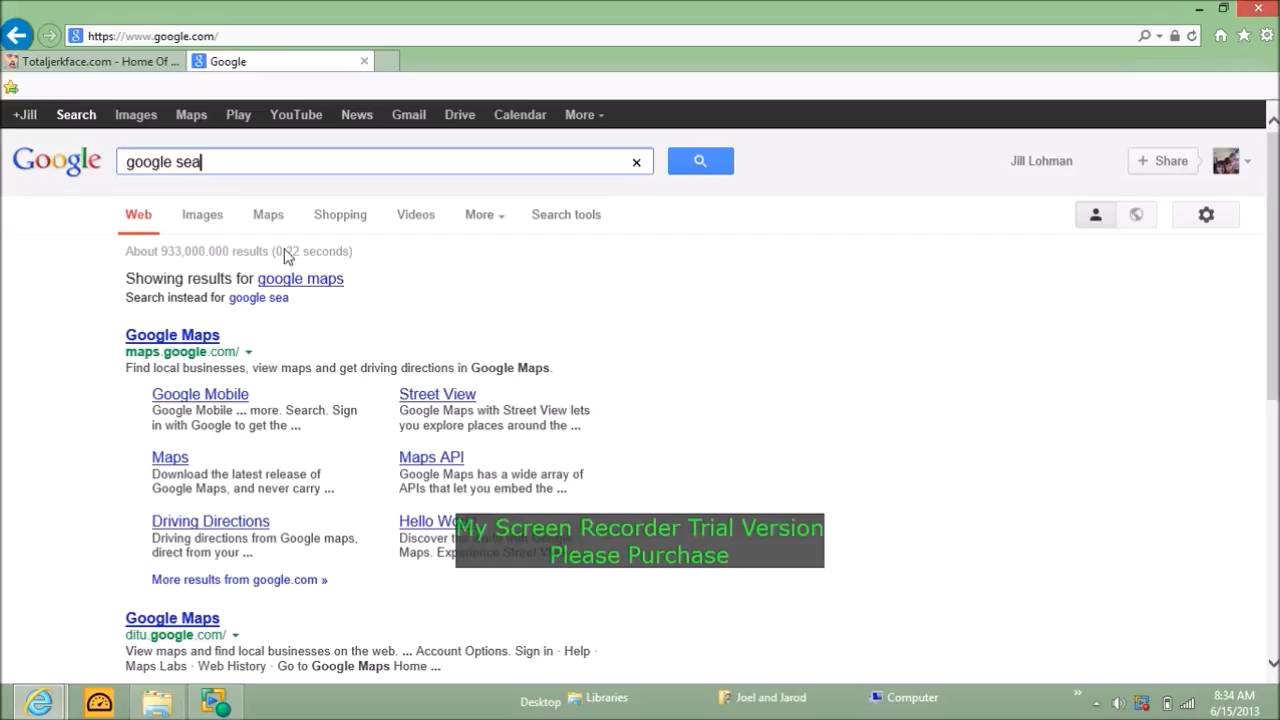 https://www.google.com/
Totaljerkface.com - Home Of ...
Google
+Jill Search Images Maps Play YouTube News Gmail Drive Calendar More
Google
google sea
Jill Lohman
+ Share
Web Images Maps Shopping Videos More Search tools
About 933,000,000 results (0.22 seconds)
Showing results for google maps
Search instead for google sea
Google Maps
maps.google.com/
Find local businesses, view maps and get driving directions in Google Maps.
Google Mobile
Google Mobile ... more. Search. Sign
in with Google to get the ...
Street View
Google Maps with Street View lets
you explore places around the ...
Maps
Download the latest release of
Google Maps, and never carry ...
Maps API
Google Maps has a wide array of
APIs that let you embed the ...
Driving Directions
Driving directions from Google maps,
direct from your ...
Hello
Discover
Maps. Experience Street
My Screen Recorder Trial Version
Please Purchase
More results from google.com »
Google Maps
ditu.google.com/
View maps and find local businesses on the web. ... Account Options. Sign in · Help ·
Maps Labs · Web History · Go to Google Maps Home ...
Desktop
Libraries
Joel and Jarod
Computer
8:34 AM
6/15/2013